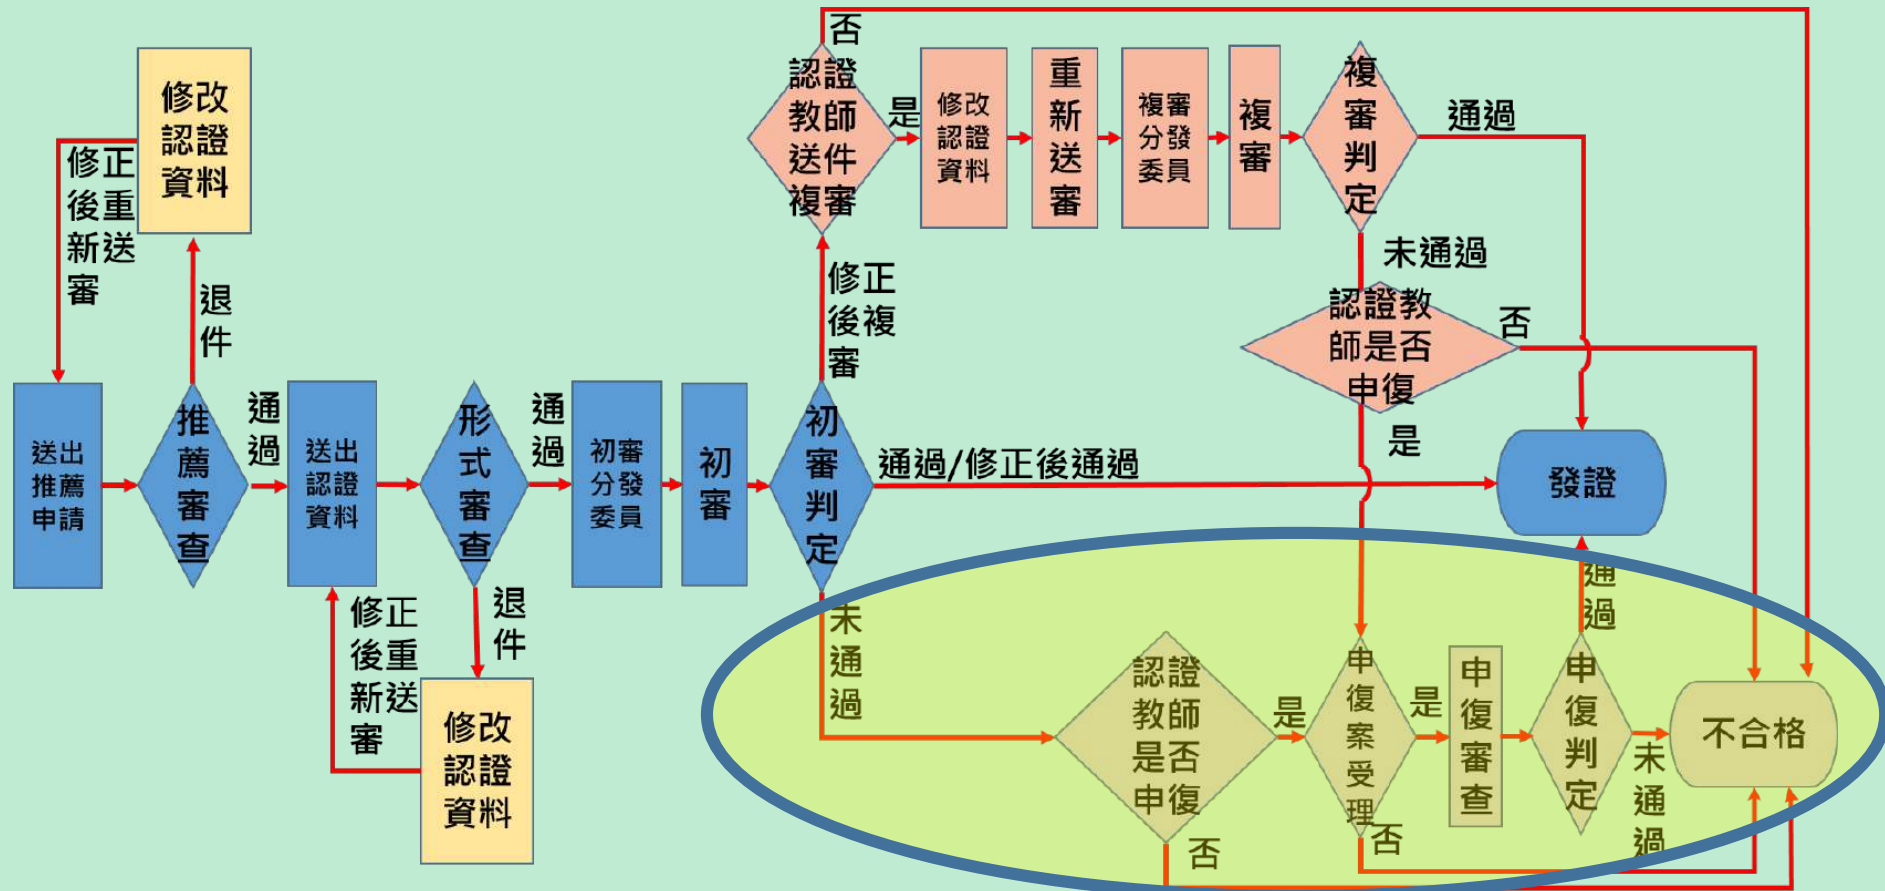 修改
認證
資料
修正
後重
新送
審
退
件
送出
推薦
申請
推
薦
審
查
通
過
送出
認證
資料
形
式
審
查
通
過
退
件
修正
後重
新送
審
修改
認證
資料
初審
分發
委員
初
審
初
審
判
定
修正
後複
審
通過/修正後通過
發證
否
認證
教師
送件
複審
是
修改
認證
資料
重
新
送
審
複審
分發
委員
複
審
複
審
判
定
通過
未通過
認證教
師是否
申復
否
是
未
通
過
認證
教師
是否
申復
是
否
申
復
案
受
理
是
否
申
復
審
查
申
復
判
定
通
過
未
通
過
不合格